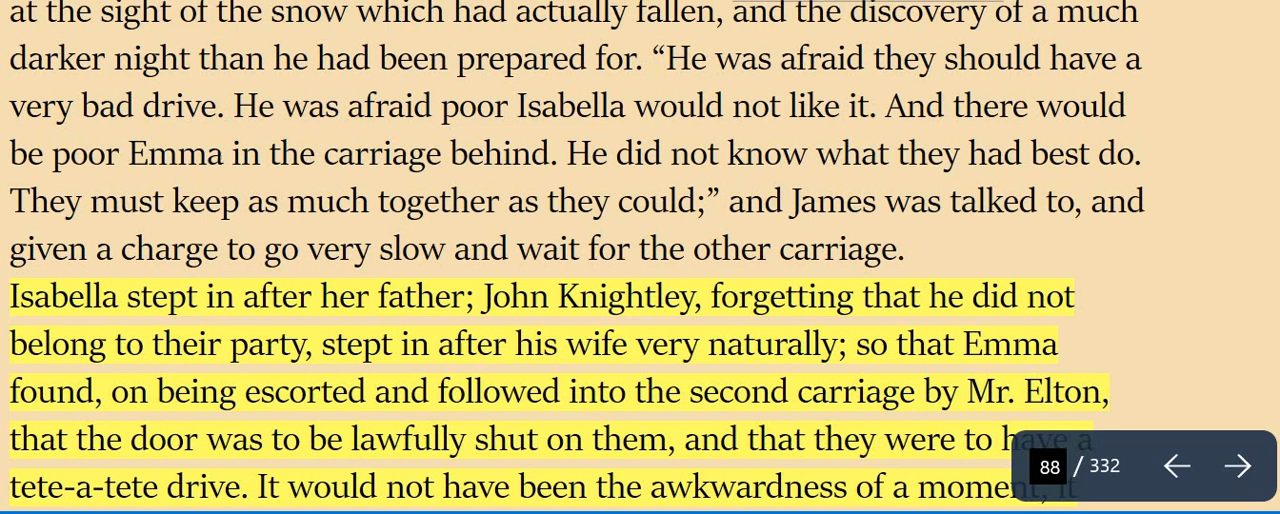 at the sight of the snow which had actually fallen, and the discovery of a much
darker night than he had been prepared for. “He was afraid they should have a
very bad drive. He was afraid poor Isabella would not like it. And there would
be poor Emma in the carriage behind. He did not know what they had best do.
They must keep as much together as they could;” and James was talked to, and
given a charge to go very slow and wait for the other carriage.
Isabella stept in after her father; John Knightley, forgetting that he did not
belong to their party, stept in after his wife very naturally; so that Emma
found, on being escorted and followed into the second carriage by Mr. Elton,
that the door was to be lawfully shut on them, and that they were to have a
tete-a-tete drive. It would not have been the awkwardness of a moment, it
88 / 332